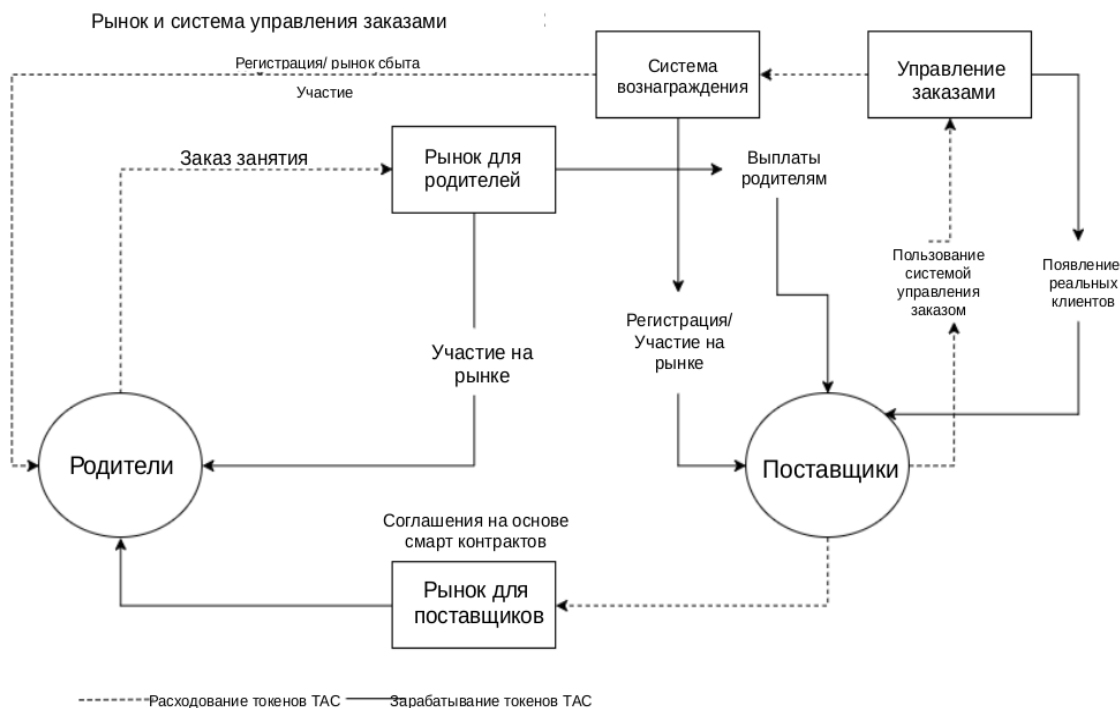 Рынок и система управления заказами
Регистрация/ рынок сбыта
Участие
Система
вознаграждения
Управление
заказами
Заказ занятия
Рынок для
родителей
Выплаты
родителям
Пользование
системой
управления
заказом
Появление
реальных
клиентов
Регистрация/
Участие на
рынке
Участие на
рынке
Родители
Поставщики
Соглашения на основе
смарт контрактов
Рынок для
поставщиков
Расходование токенов ТАС
Зарабатывание токенов ТАС